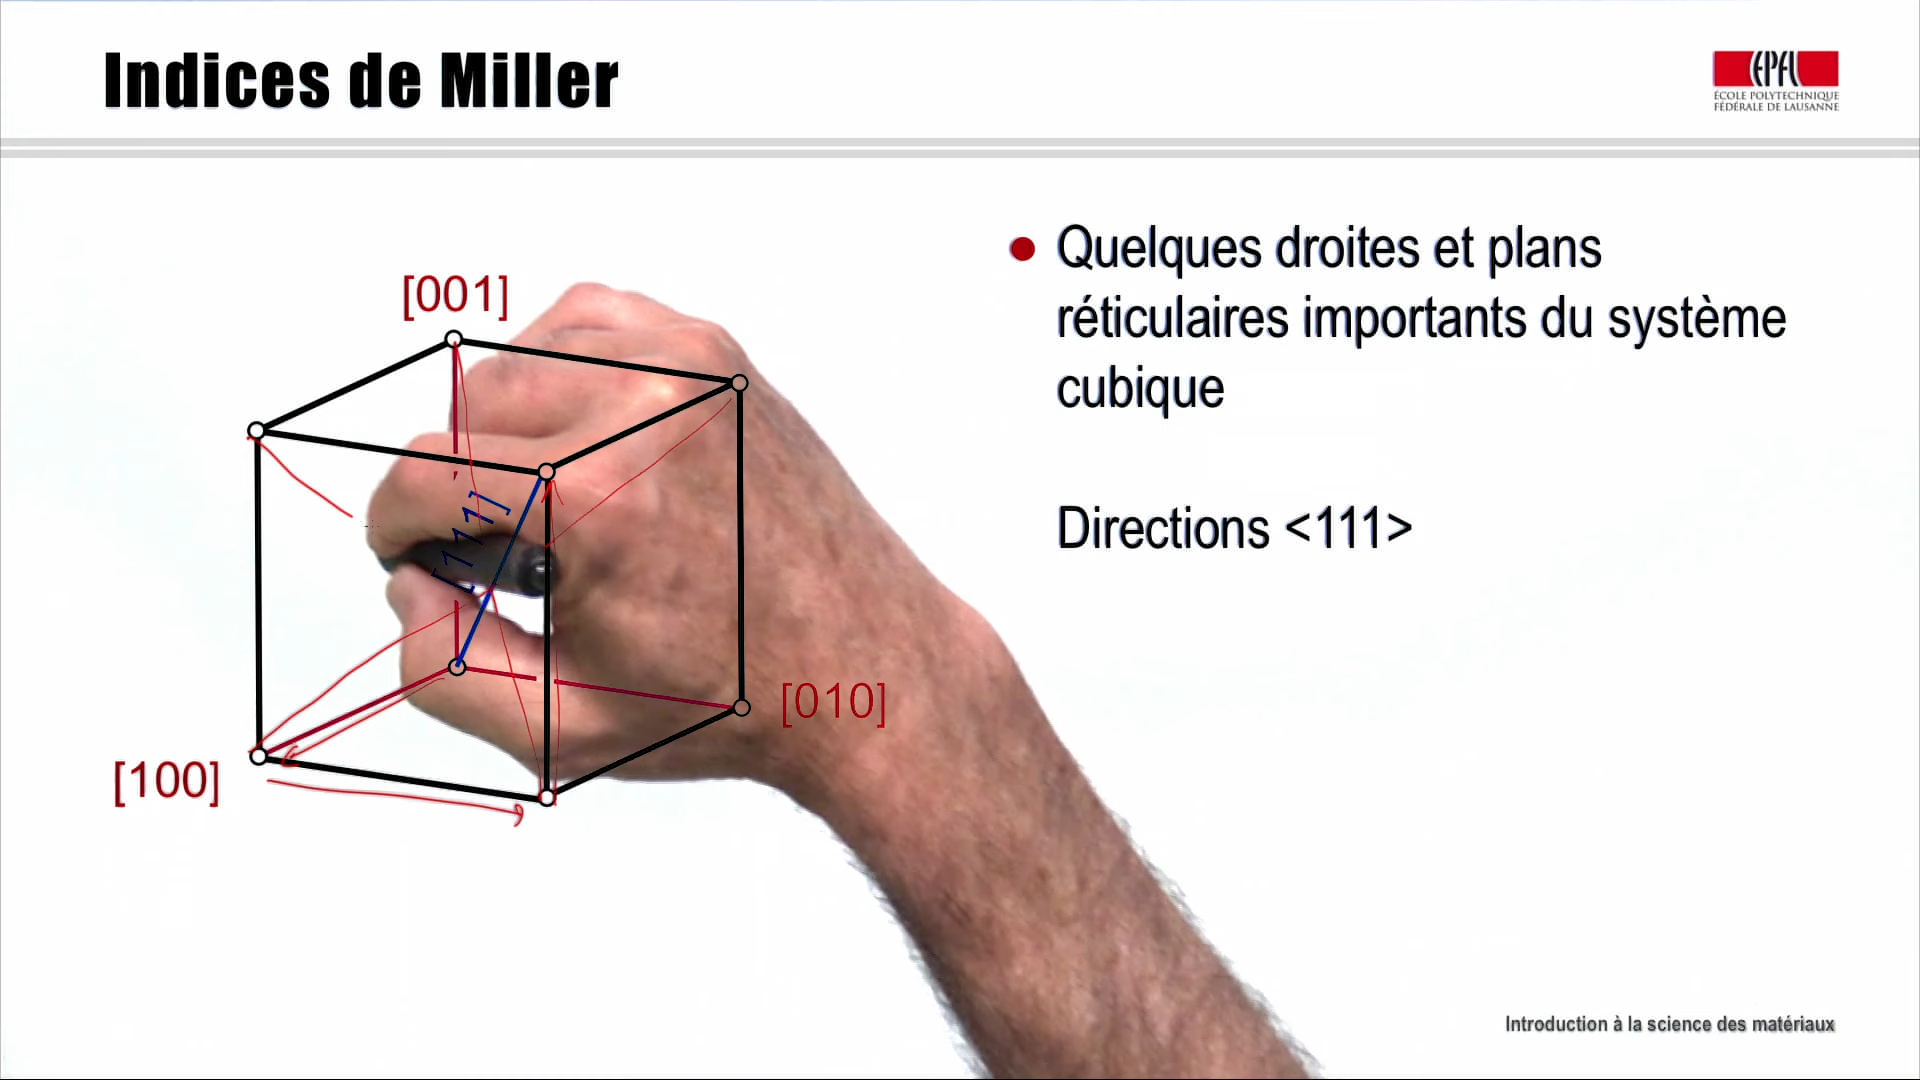 Indices de Miller
EPFL
ÉCOLE POLYTECHNIQUE
FÉDÉRALE DE LAUSANNE
Quelques droites et plans
réticulaires importants du système
cubique
Directions <111>
[001]
[111]
[010]
[100]
Introduction à la science des matériaux